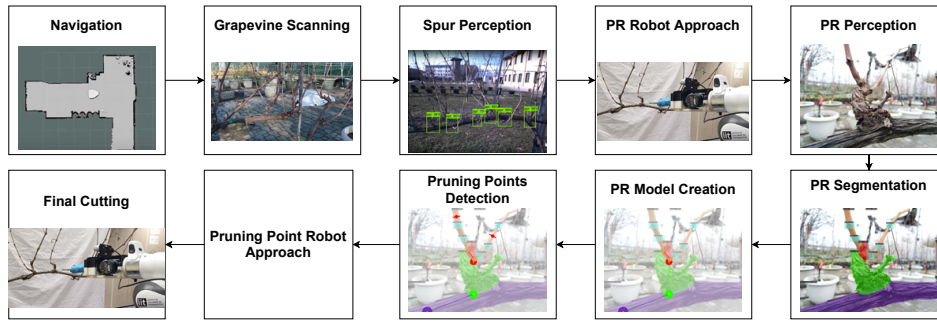 Navigation
Grapevine Scanning
Spur Perception
PR Robot Approach
PR Perception
Final Cutting
Pruning Point Robot
Approach
Pruning Points
Detection
PR Model Creation
PR Segmentation
iit